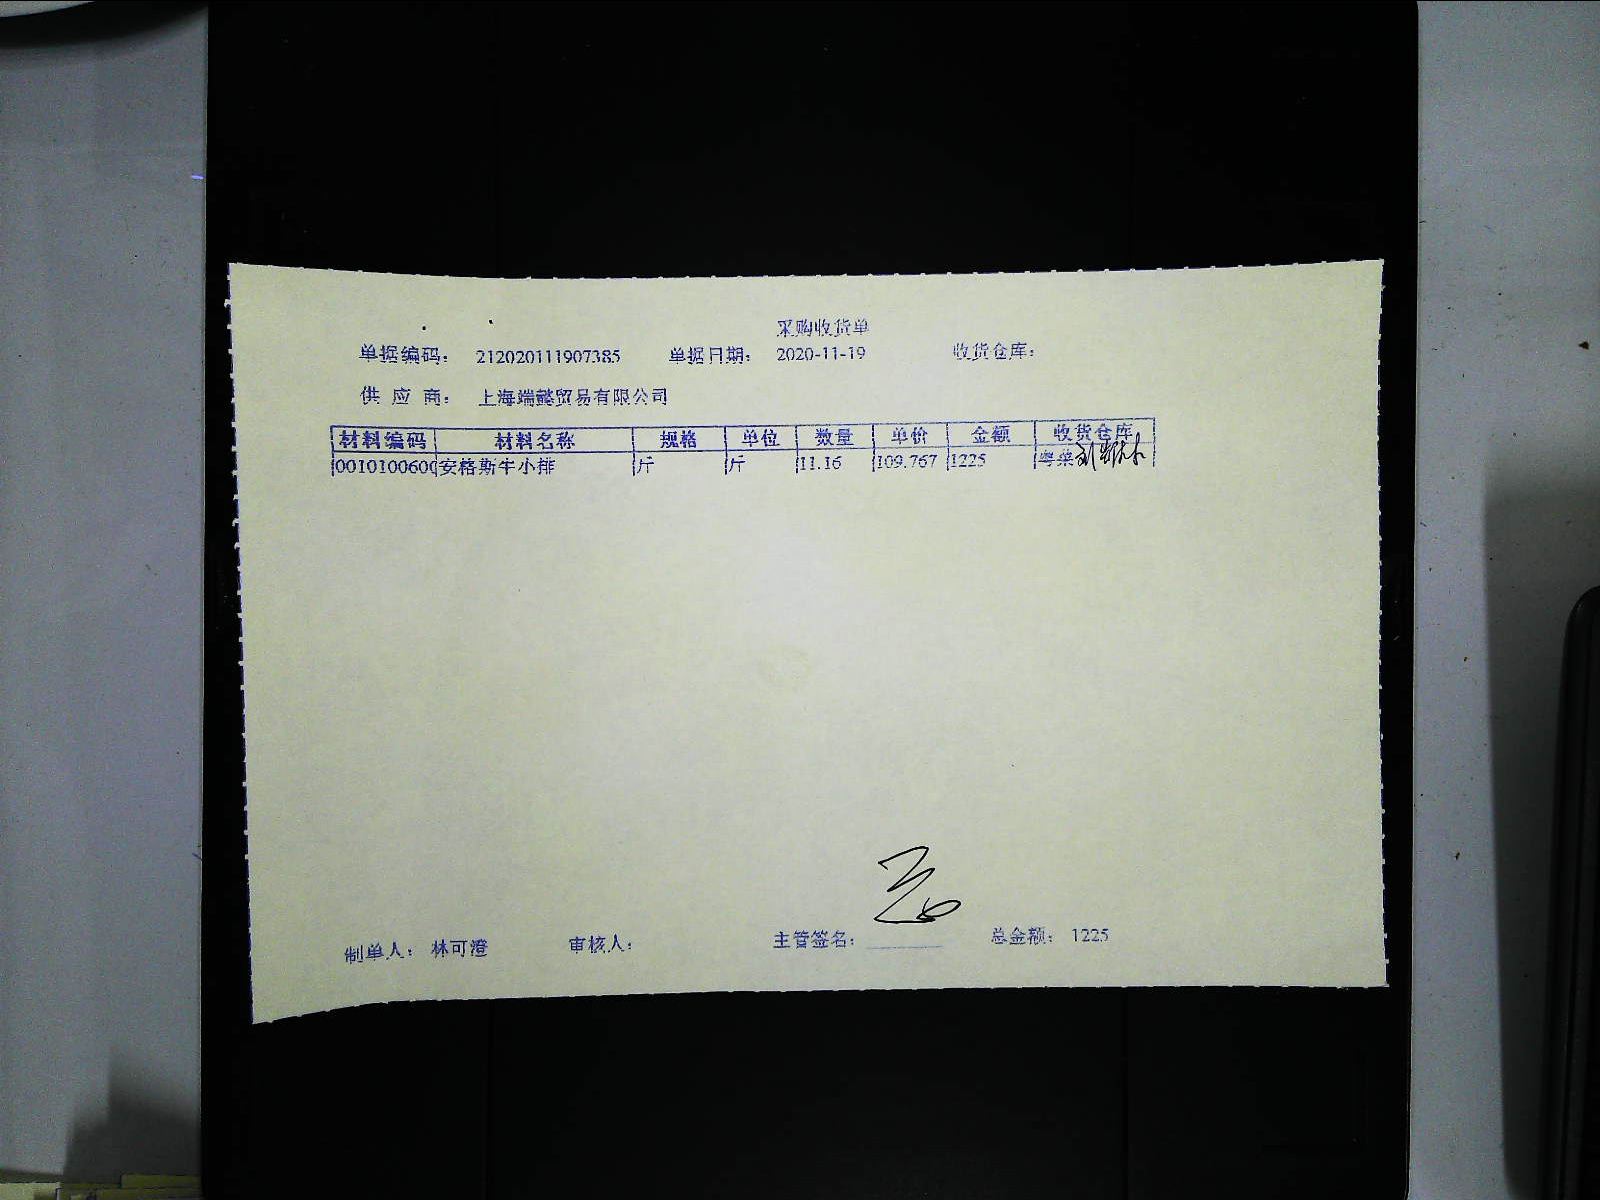 采购收货单
单据编码： 212020111907385 单据日期： 2020-11-19 收货仓库：
供 应 商： 上海端懿贸易有限公司
材料编码 材料名称 规格 单位 数量 单价 金额 收货仓库
0010100600 安格斯牛小排 斤 斤 11.16 109.767 1225 粤菜
制单人： 林可澄 审核人： 主管签名： 总金额： 1225